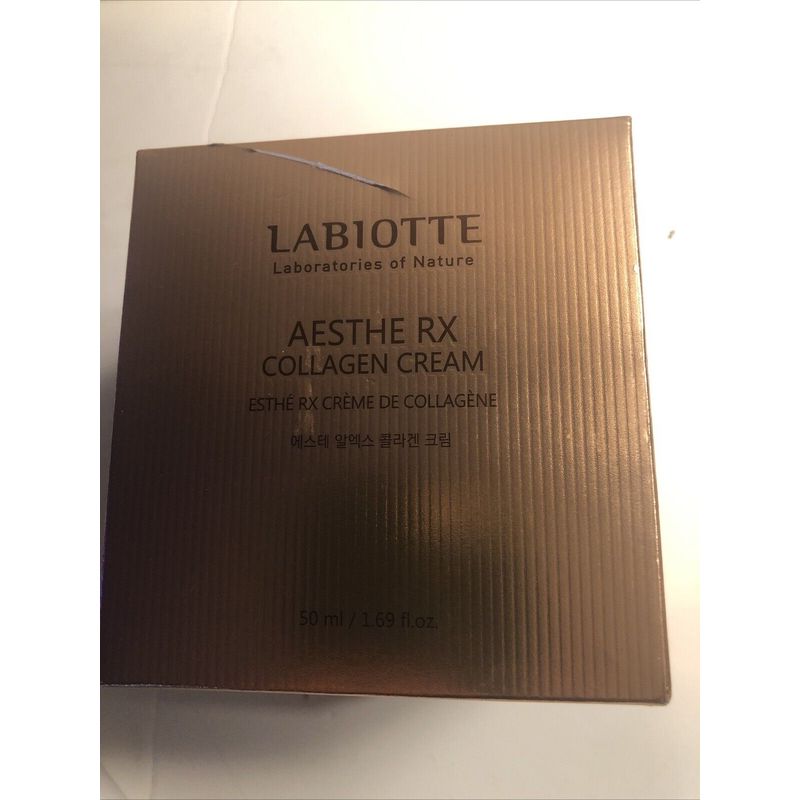 LABIOTTE
Laboratories of Nature
AESTHE RX
COLLAGEN CREAM
ESTHÉ RX CRÈME DE COLLAGÈNE
에스테 알엑스 콜라겐 크림
50 ml / 1.69 fl.oz.